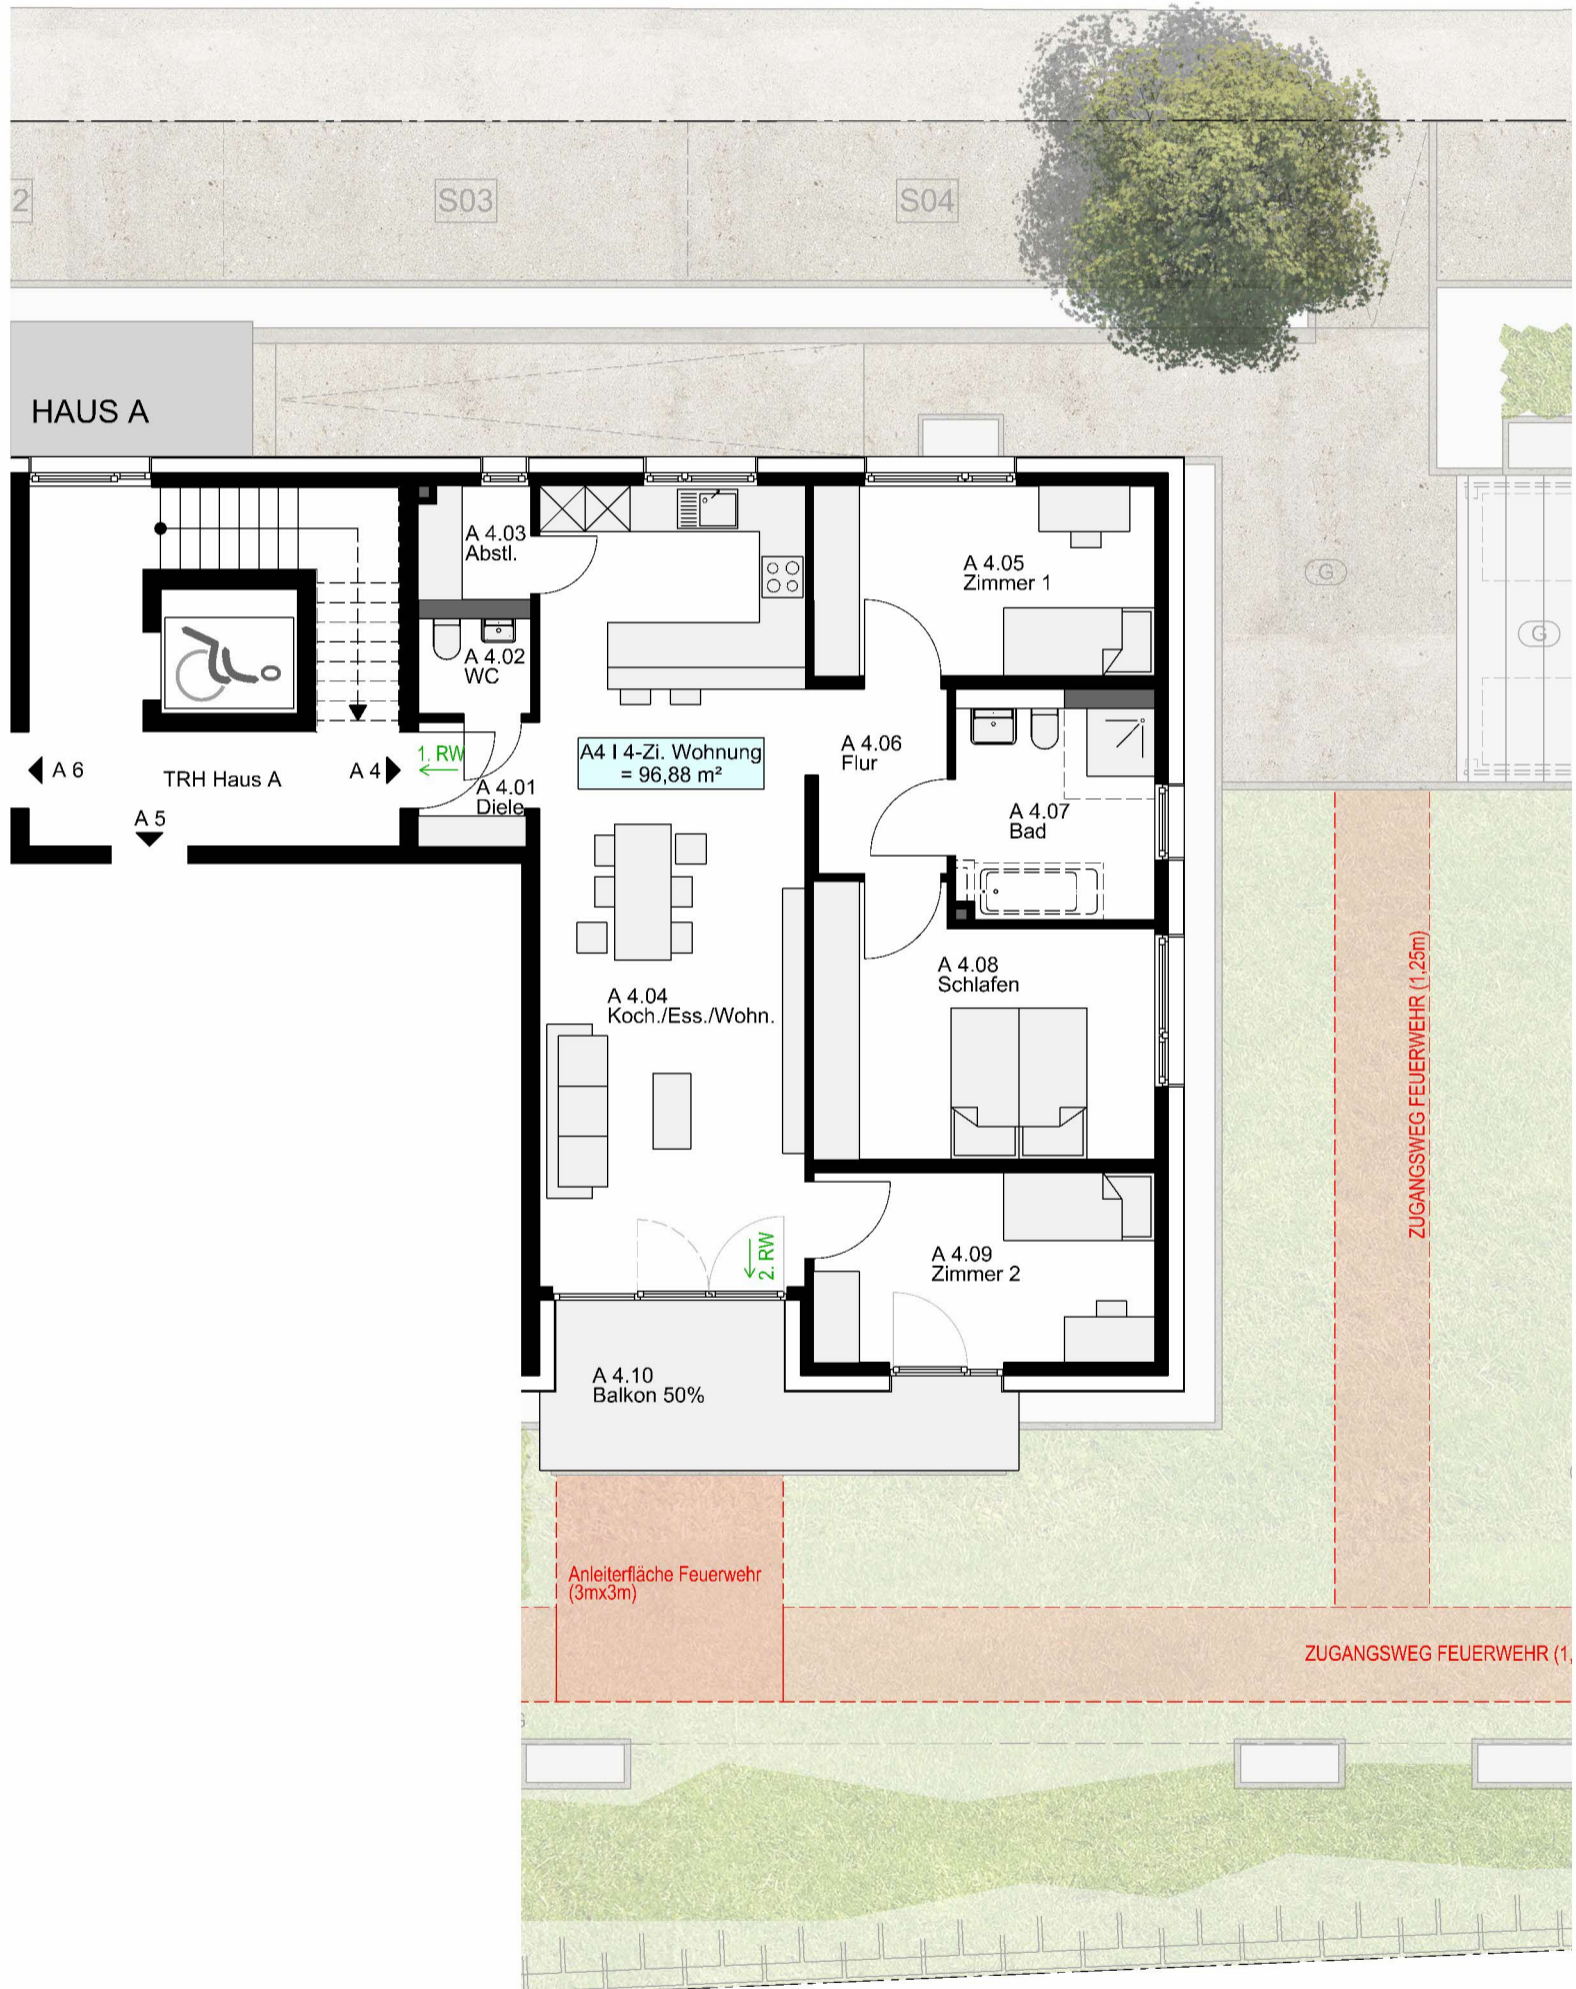 2
S03
S04
HAUS A
A 4.03
Abstl.
A 4.05
Zimmer 1
G
G
A 4.02
WC
1. RW
A4 I 4-Zi. Wohnung
= 96,88 m²
A 4.06
Flur
A 6
TRH Haus A
A 4
A 4.01
Diele
A 5
A 4.07
Bad
A 4.08
Schlafen
A 4.04
Koch./Ess./Wohn.
ZUGANGSWEG FEUERWEHR (1,25m)
2. RW
A 4.09
Zimmer 2
A 4.10
Balkon 50%
Anleiterfläche Feuerwehr
(3mx3m)
ZUGANGSWEG FEUERWEHR (1,